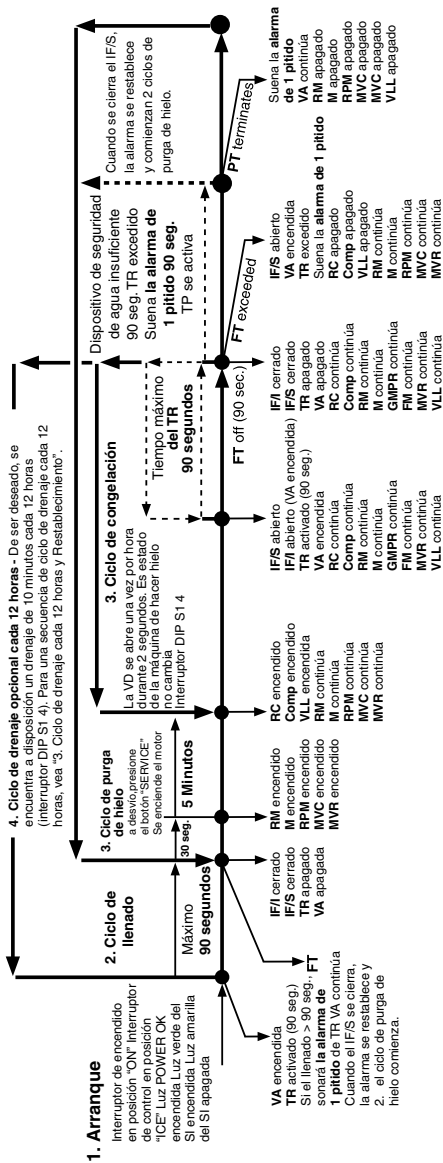 4. Ciclo de drenaje opcional cada 12 horas - De ser deseado, se
encuentra a disposición un drenaje de 10 minutos cada 12 horas
(interruptor DIP S1 4). Para una secuencia de ciclo de drenaje cada 12
horas, vea “3. Ciclo de drenaje cada 12 horas y Restablecimiento”.
1. Arranque
Interruptor de encendido
en posición “ON” Interruptor
de control en posición
“ICE” Luz POWER OK
encendida Luz verde del
SI encendida Luz amarilla
del SI apagada
2. Ciclo de
llenado
Máximo
90 segundos
3. Ciclo de purga
de hielo
a desvío,presione
el botón “SERVICE”
Se enciende el motor
30 seg.
5 Minutos
3. Ciclo de congelación
La VD se abre una vez por hora
durante 2 segundos. Es estado
de la máquina de hacer hielo
no cambia
Interruptor DIP S1 4
Tiempo máximo
del TR
90 segundos
FT off (90 sec.)
Dispositivo de seguridad
de agua insuficiente
90 seg. TR excedido
Suena la alarma de
1 pitido 90 seg.
TP se activa
FT exceeded
Cuando se cierra el IF/S,
la alarma se restablece
y comienzan 2 ciclos de
purga de hielo.
PT terminates
VA encendida
TR activado (90 seg.)
Si el llenado > 90 seg., FT
sonará la alarma de
1 pitido de TR VA continúa
Cuando el IF/S se cierra,
la alarma se restablece y
2. el ciclo de purga de
hielo comienza.
IF/I cerrado
IF/S cerrado
TR apagado
VA apagada
RM encendido
M encendido
RPM encendido
MVC encendido
MVR encendido
RC encendido
Comp encendido
VLL encendida
RM continúa
M continúa
RPM continúa
MVC continúa
MVR continúa
IF/S abierto
IF/I abierto (VA encendida)
TR activado (90 seg.)
VA encendida
RC continúa
Comp continúa
RM continúa
M continúa
GMPR continúa
FM continúa
MVR continúa
VLL continúa
IF/I cerrado
IF/S cerrado
TR apagado
VA apagado
RC continúa
Comp continúa
RM continúa
M continúa
GMPR continúa
FM continúa
MVR continúa
VLL continúa
IF/S abierto
VA encendida
TR excedido
Suena la alarma de 1 pitido
RC apagado
Comp apagado
VLL apagado
RM continúa
M continúa
RPM continúa
MVC continúa
MVR continúa
Suena la alarma
de 1 pitido
VA continúa
RM apagado
M apagado
RPM apagado
MVC apagado
MVC apagado
VLL apagado